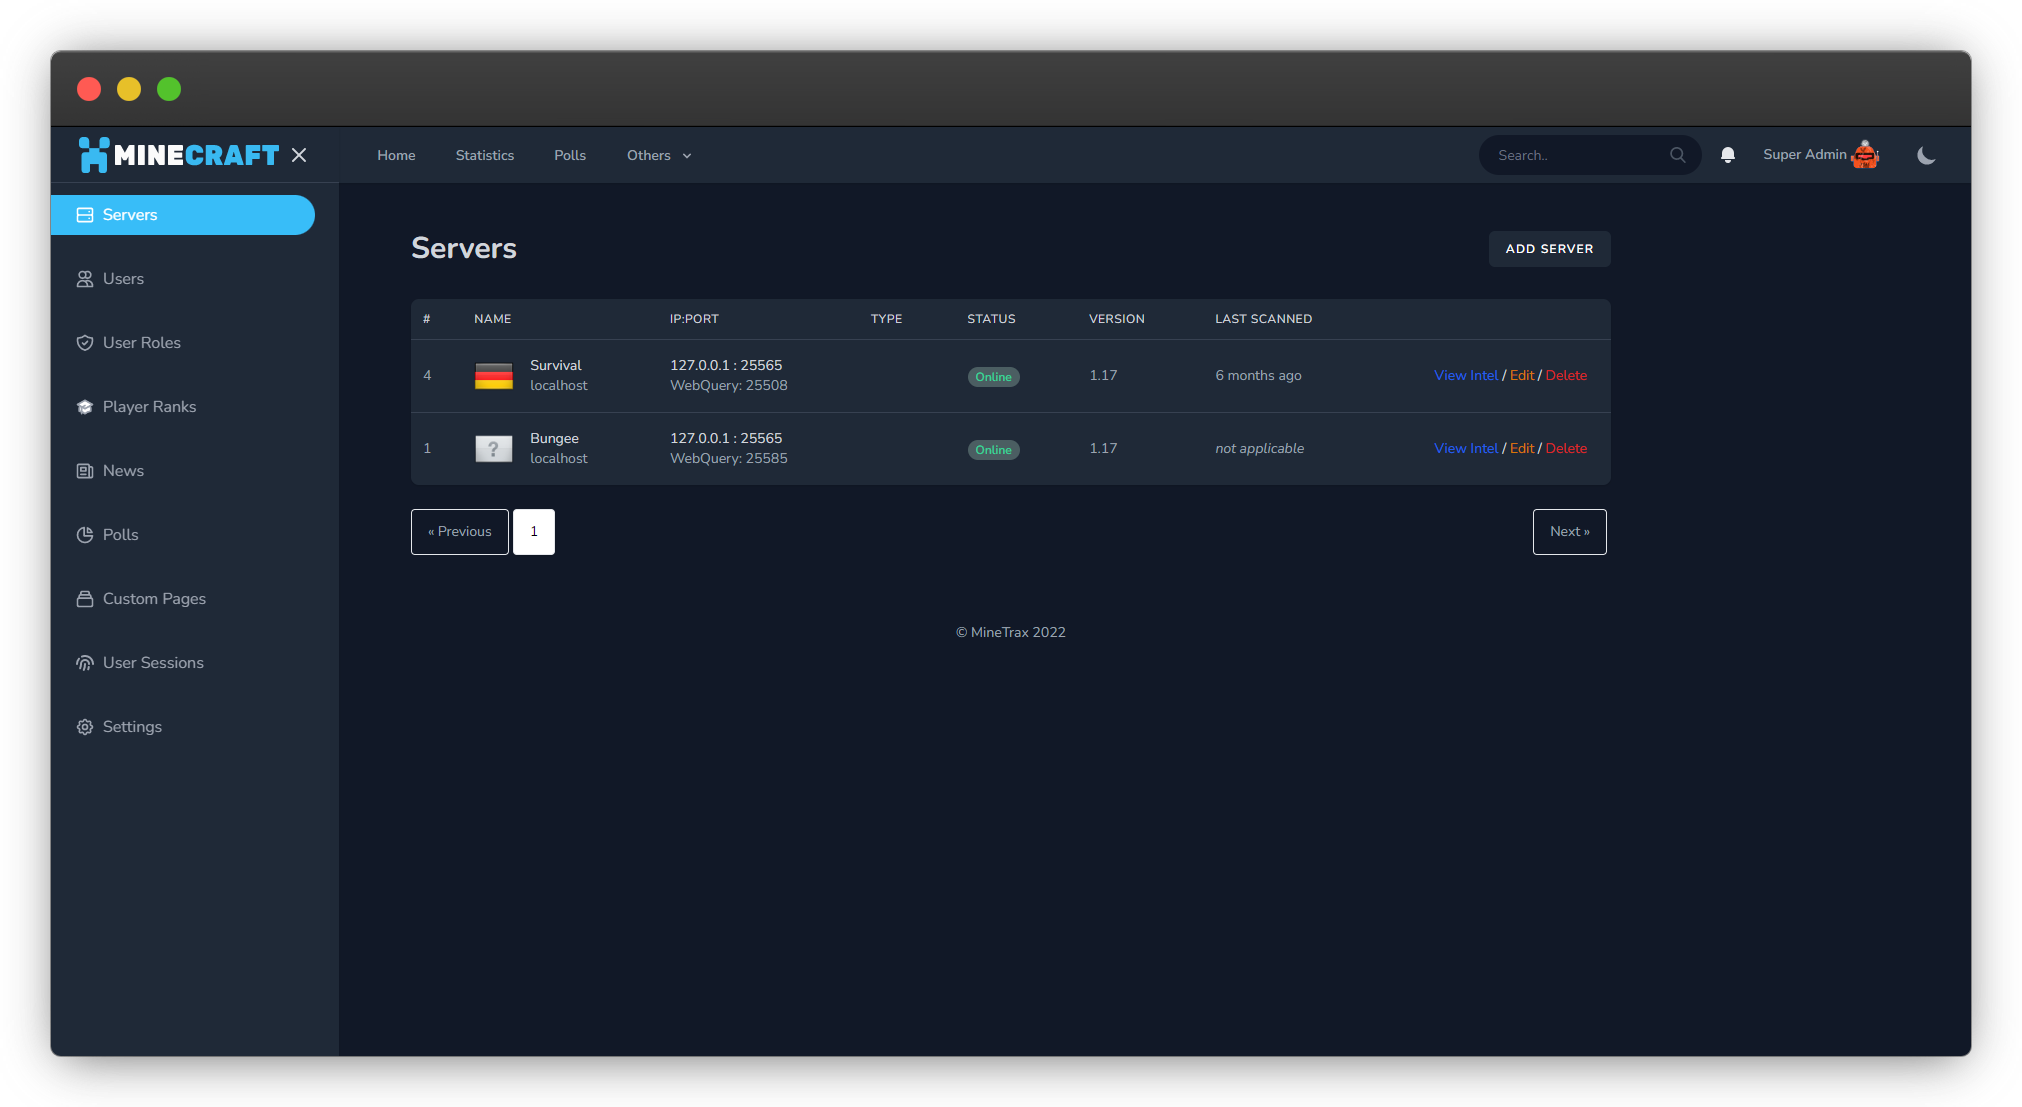 MINECRAFT
Home Statistics Polls Others
Search..
Super Admin
Servers
Users
User Roles
Player Ranks
News
Polls
Custom Pages
User Sessions
Settings
Servers
ADD SERVER
# NAME IP:PORT TYPE STATUS VERSION LAST SCANNED
4 Survival 127.0.0.1 : 25565 Online 1.17 6 months ago View Intel / Edit / Delete
localhost WebQuery: 25508
1 Bungee 127.0.0.1 : 25565 Online 1.17 not applicable View Intel / Edit / Delete
localhost WebQuery: 25585
« Previous 1 Next »
© MineTrax 2022